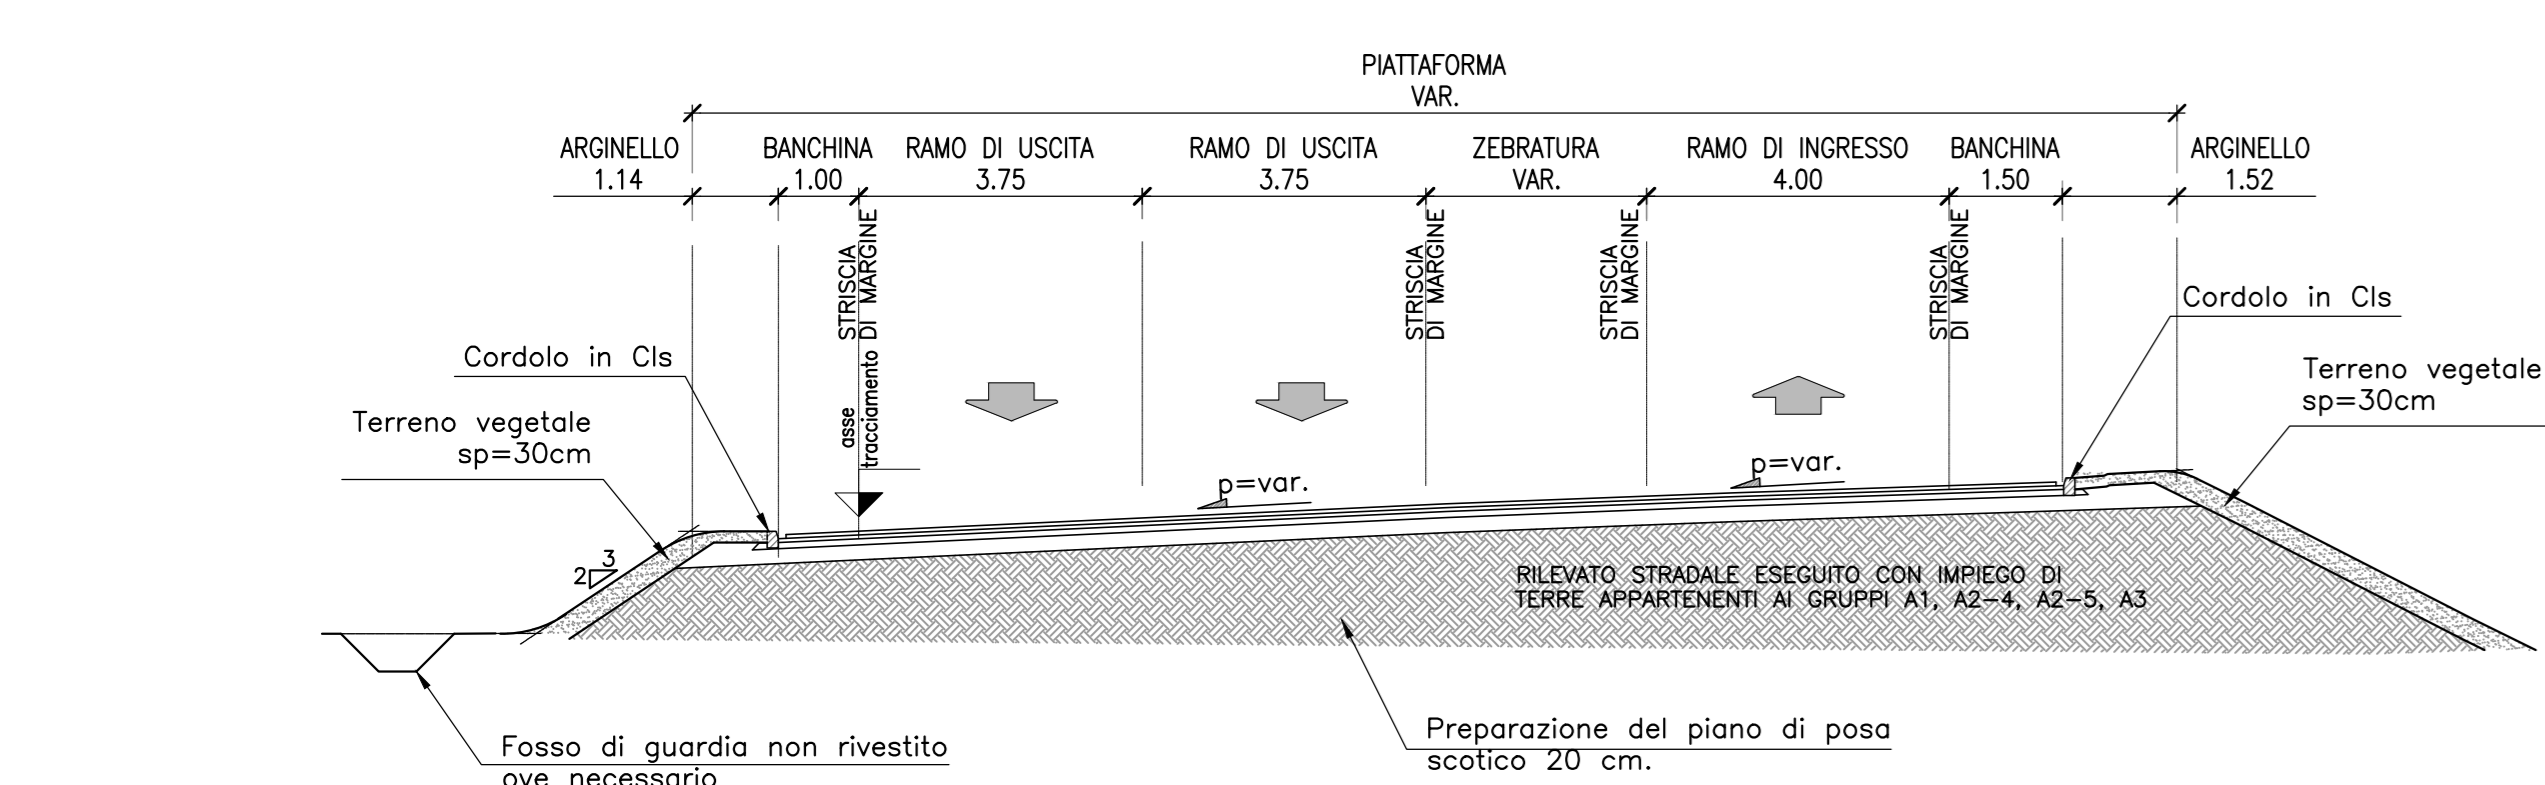 PIATTAFORMA
VAR.
ARGINELLO
1.14
BANCHINA
1.00
RAMO DI USCITA
3.75
RAMO DI USCITA
3.75
ZEBRATURA
VAR.
RAMO DI INGRESSO
4.00
BANCHINA
1.50
ARGINELLO
1.52
STRISCIA
DI MARGINE
STRISCIA
DI MARGINE
STRISCIA
DI MARGINE
STRISCIA
DI MARGINE
asse
tracciamento
Cordolo in Cls
Cordolo in Cls
Terreno vegetale
sp=30cm
Terreno vegetale
sp=30cm
p=var.
p=var.
3
2
RILEVATO STRADALE ESEGUITO CON IMPIEGO DI
TERRE APPARTENENTI AI GRUPPI A1, A2-4, A2-5, A3
Fosso di guardia non rivestito
ove necessario
Preparazione del piano di posa
scotico 20 cm.